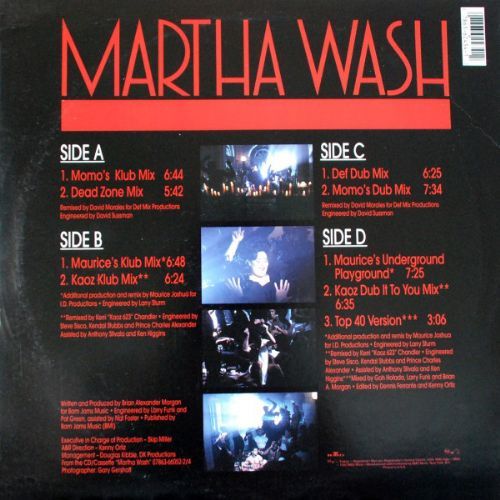 MARTHA WASH
SIDE A
1. Momo's Klub Mix 6:44
2. Dead Zone Mix 5:42
Remixed by David Morales for Def Mix Productions
Engineered by David Sussman
SIDE B
1. Maurice's Klub Mix* 6:48
2. Kaoz Klub Mix** 6:24
*Additional production and remix by Maurice Joshua for
I.D. Productions • Engineered by Larry Sturm
**Remixed by Kerri "Kaoz 623" Chandler • Engineered by
Steve Sisco, Kendal Stubbs and Prince Charles Alexander
Assisted by Anthony Silvala and Ken Higgins
Written and Produced by Brian Alexander Morgan
for Bam Jams Music • Engineered by Larry Funk and
Pat Green, assisted by Nat Foster • Published by
Bam Jams Music (BMI)
Executive in Charge of Production - Skip Miller
A&R Direction - Kenny Ortiz
Management - Douglas Kibble, DK Productions
From the CD/Cassette "Martha Wash" 07863-66052-2/4
Photographer: Gary Gershoff
SIDE C
1. Def Dub Mix 6:25
2. Momo's Dub Mix 7:34
Remixed by David Morales for Def Mix Productions
Engineered by David Sussman
SIDE D
1. Maurice's Underground
Playground* 7:25
2. Kaoz Dub It To You Mix**
6:35
3. Top 40 Version*** 3:06
*Additional production and remix by Maurice Joshua
for I.D. Productions • Engineered by Larry Sturm
**Remixed by Kerri "Kaoz 623" Chandler • Engineered by
Steve Sisco, Kendal Stubbs and Prince Charles
Alexander • Assisted by Anthony Silvala and Ken
Higgins ***Mixed by Goh Hotoda, Larry Funk and Brian
A. Morgan • Edited by Dennis Ferrante and Kenny Ortiz
BMG